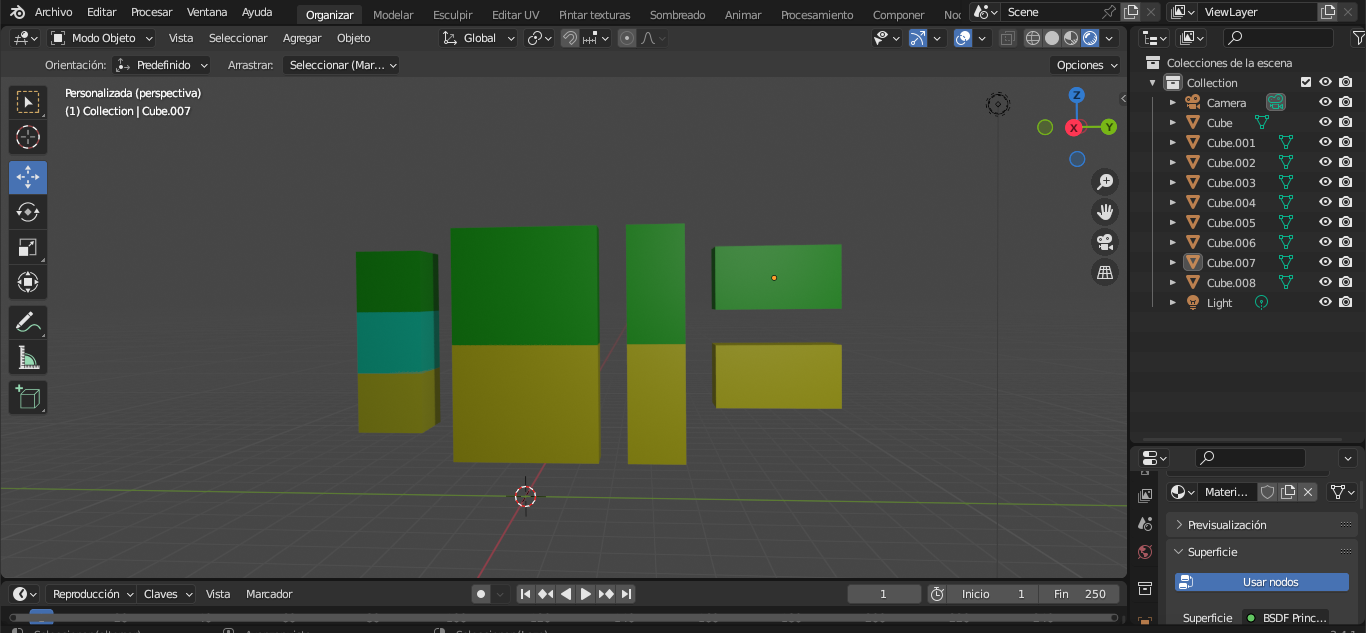 Archivo Editar Procesar Ventana Ayuda Organizar Modelar Esculpir Editar UV Pintar texturas Sombreado Animar Procesamiento Componer Scene ViewLayer
Modo Objeto Vista Seleccionar Agregar Objeto Global
Orientación: Predefinido Arrastrar: Seleccionar (Mar... Opciones
Personalizada (perspectiva)
(1) Collection | Cube.007
Z
X Y
Colecciones de la escena
Collection
Camera
Cube
Cube.001
Cube.002
Cube.003
Cube.004
Cube.005
Cube.006
Cube.007
Cube.008
Light
Materi...
Previsualización
Superficie
Usar nodos
Superficie BSDF Princ...
Reproducción Claves Vista Marcador 1 Inicio 1 Fin 250